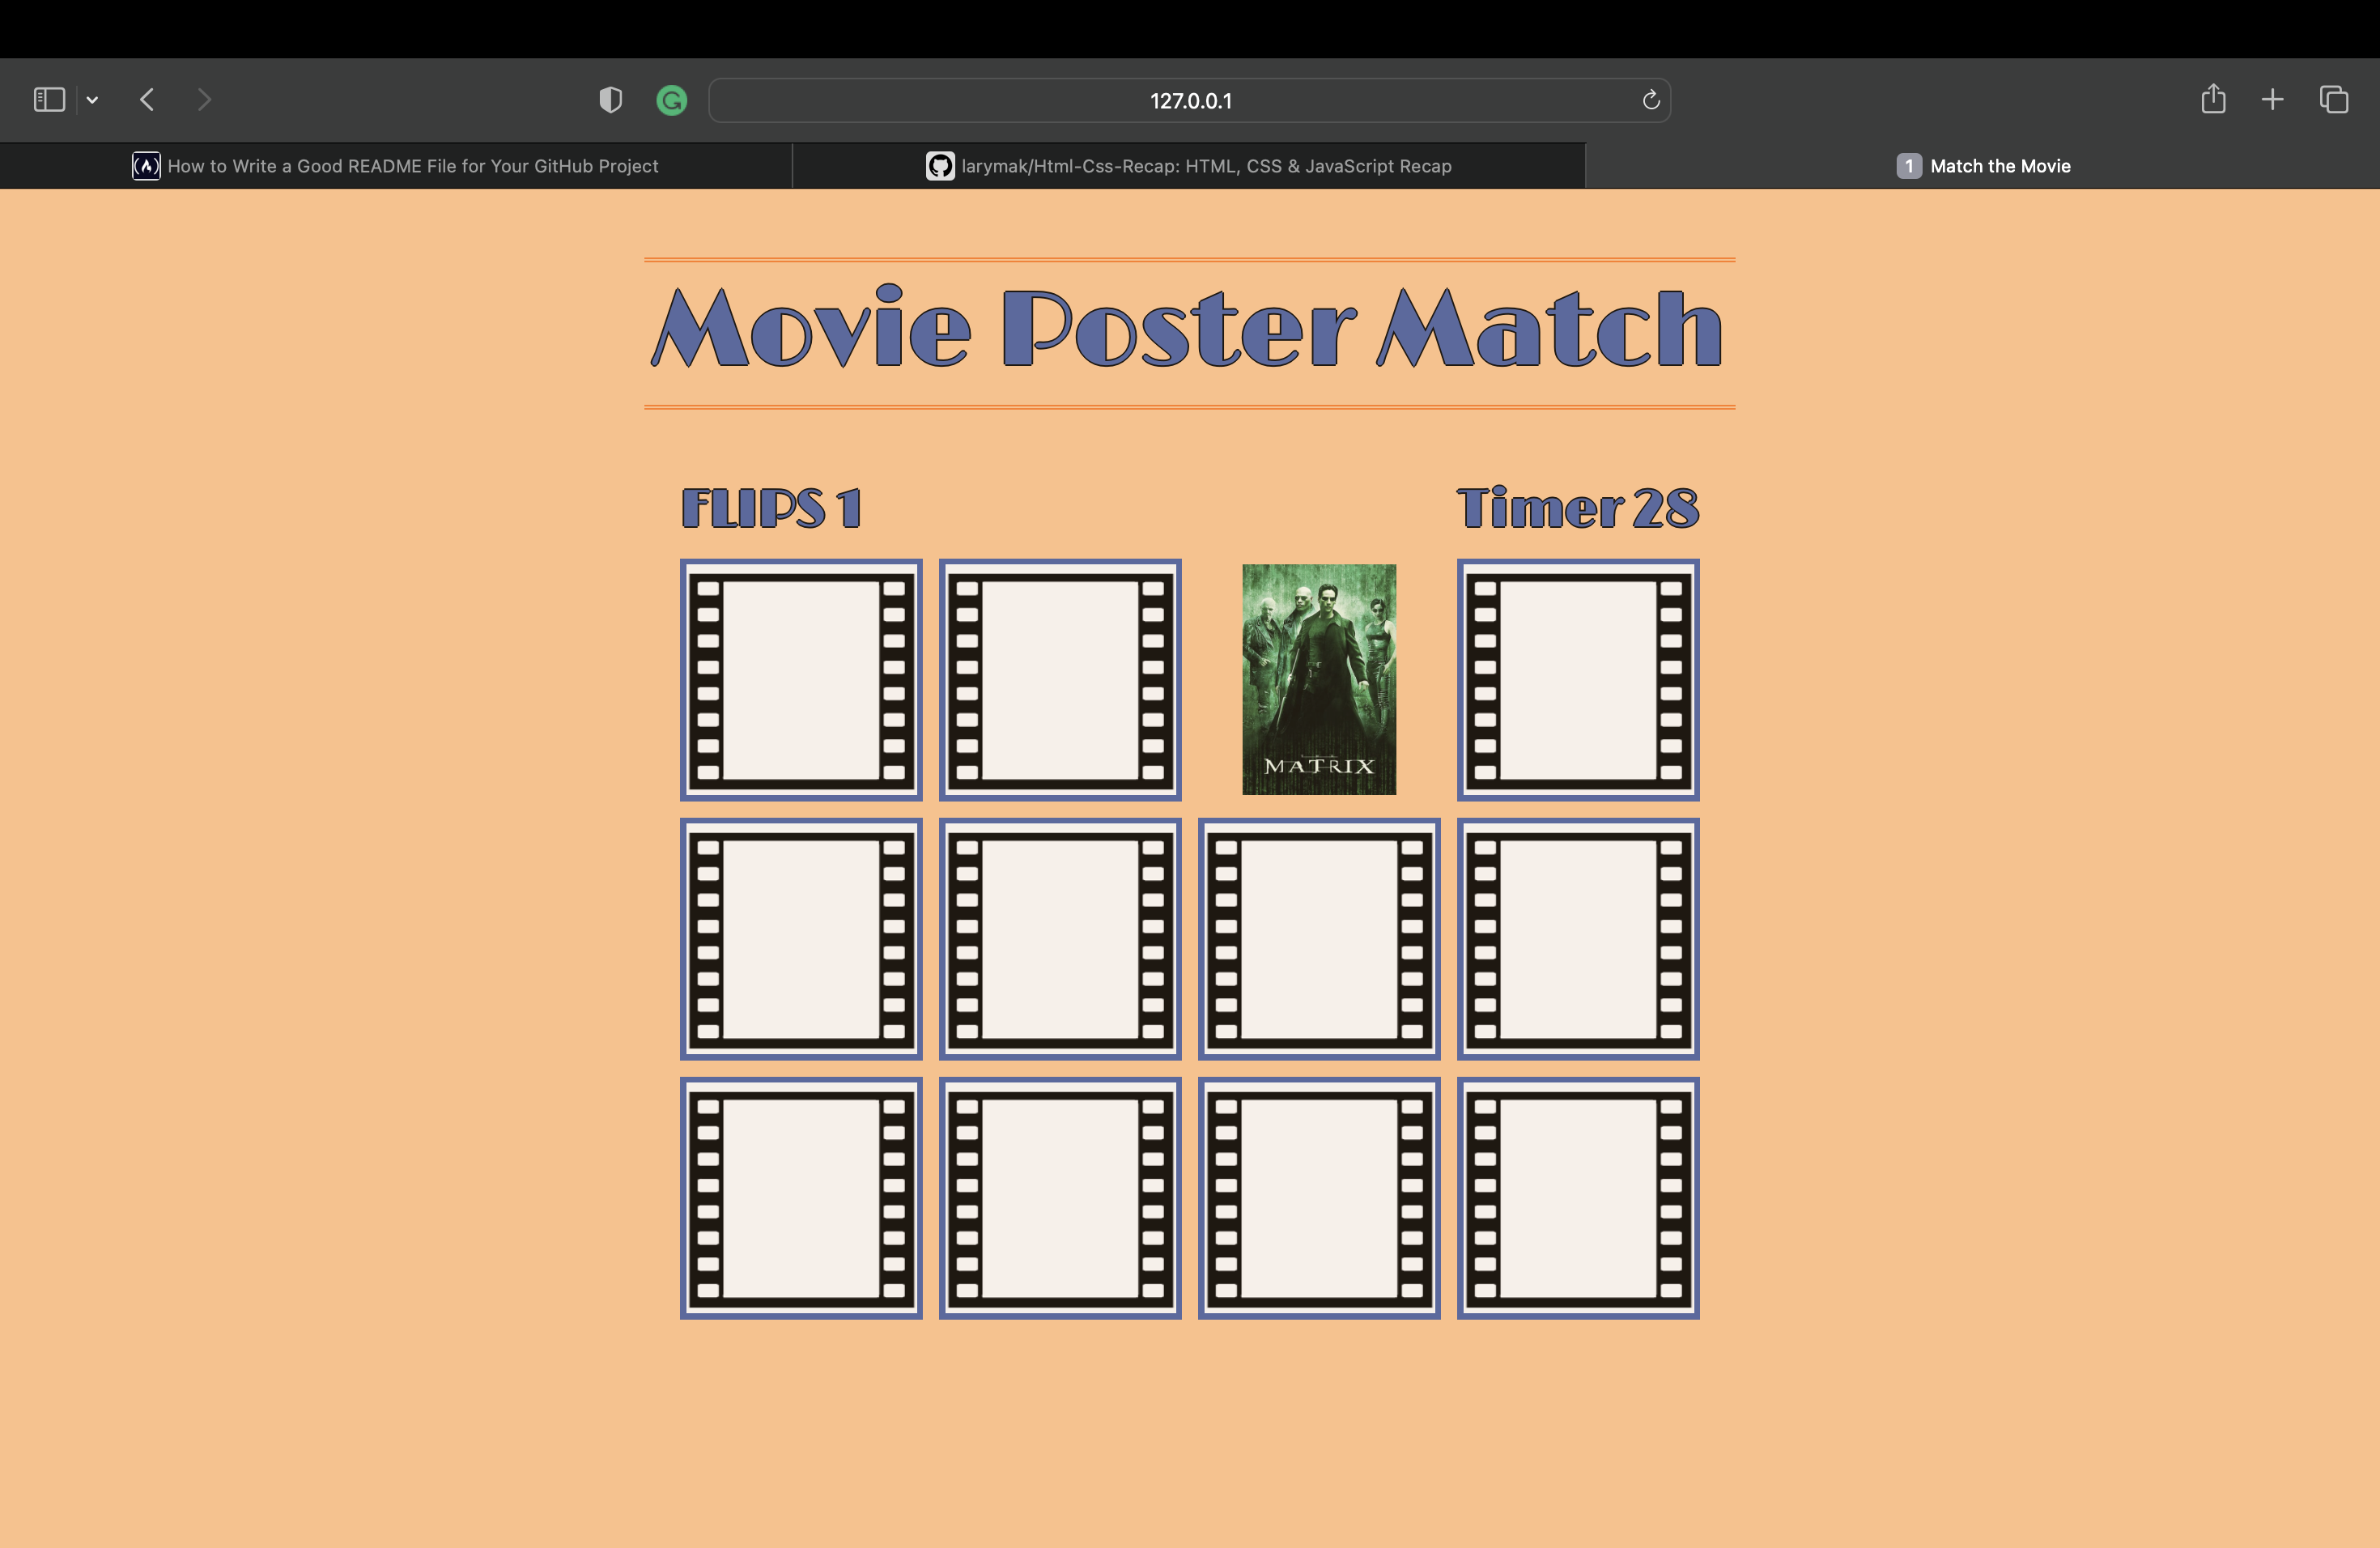 127.0.0.1
How to Write a Good README File for Your GitHub Project
larymak/Html-Css-Recap: HTML, CSS & JavaScript Recap
1 Match the Movie
Movie Poster Match
FLIPS 1
Timer 28
MATRIX